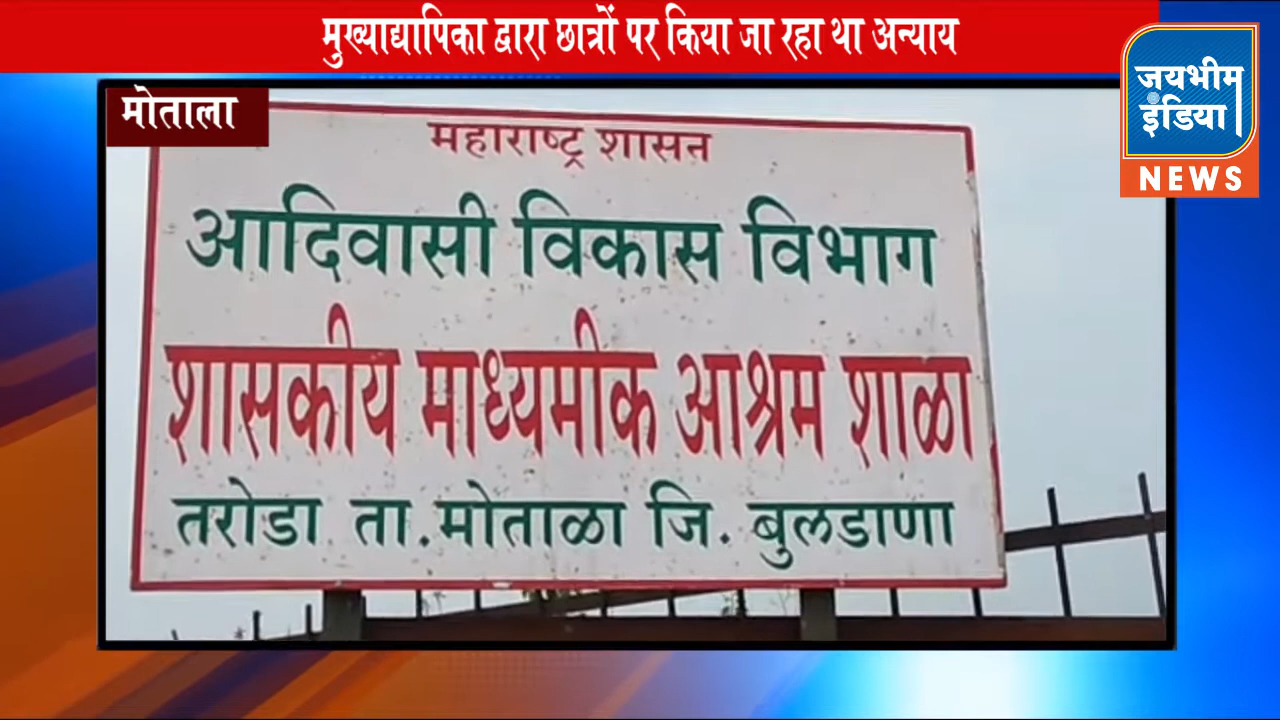 मुख्याद्यापिका द्वारा छात्रों पर किया जा रहा था अन्याय
जयभीम
इंडिया
NEWS
मोताला
महाराष्ट्र शासन
आदिवासी विकास विभाग
शासकीय माध्यमीक आश्रम शाळा
तरोडा ता.मोताळा जि. बुलडाणा